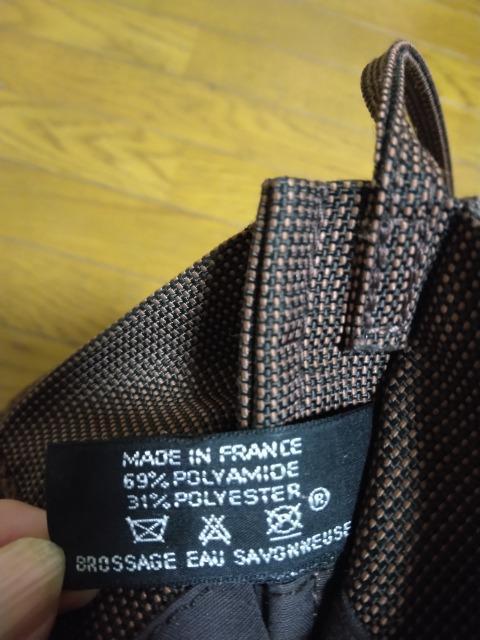 MADE IN FRANCE
69% POLYAMIDE
31% POLYESTER ®
BROSSAGE EAU SAVONNEUSE